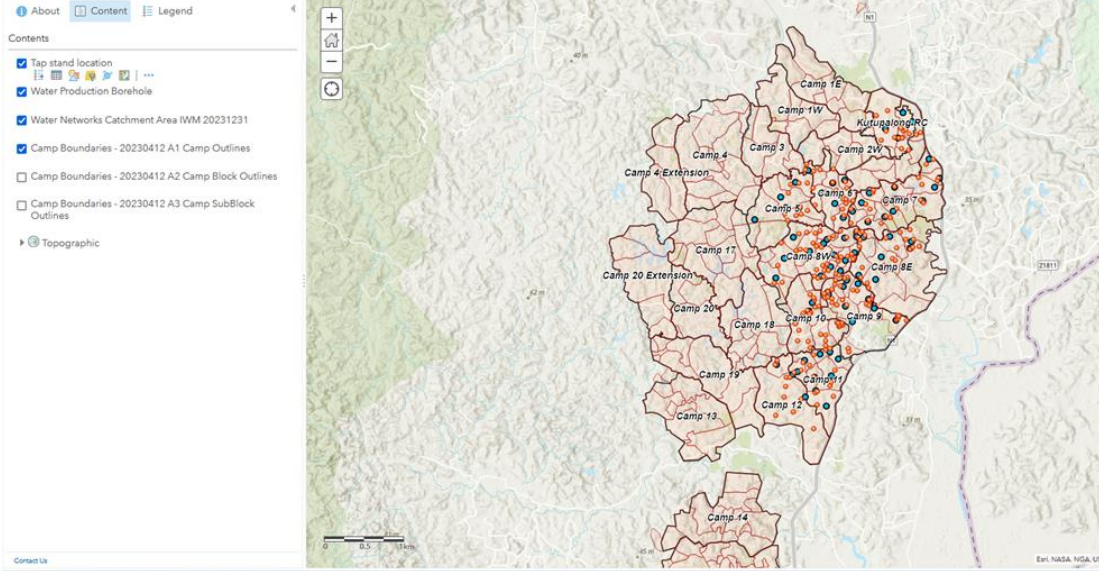 About Content Legend
Contents
Tap stand location
Water Production Borehole
Water Networks Catchment Area IWM 20231231
Camp Boundaries - 20230412 A1 Camp Outlines
Camp Boundaries - 20230412 A2 Camp Block Outlines
Camp Boundaries - 20230412 A3 Camp SubBlock
Outlines
Topographic
Contact Us
N1
40 m
Camp 1E
Camp 1W
Kutupalong RC
Camp 3
Camp 2W
Camp 4
Camp 4 Extension
Camp 6
Camp 7
Camp 5
35 m
Camp 17
Camp 8W
Camp 8E
Z1811
Camp 20 Extension
62 m
Camp 20
Camp 10
Camp 9
Camp 18
N1
Camp 19
Camp 11
Camp 12
Camp 13
Camp 14
0 0.5 1km
45 m
Esri, NASA, NGA, U